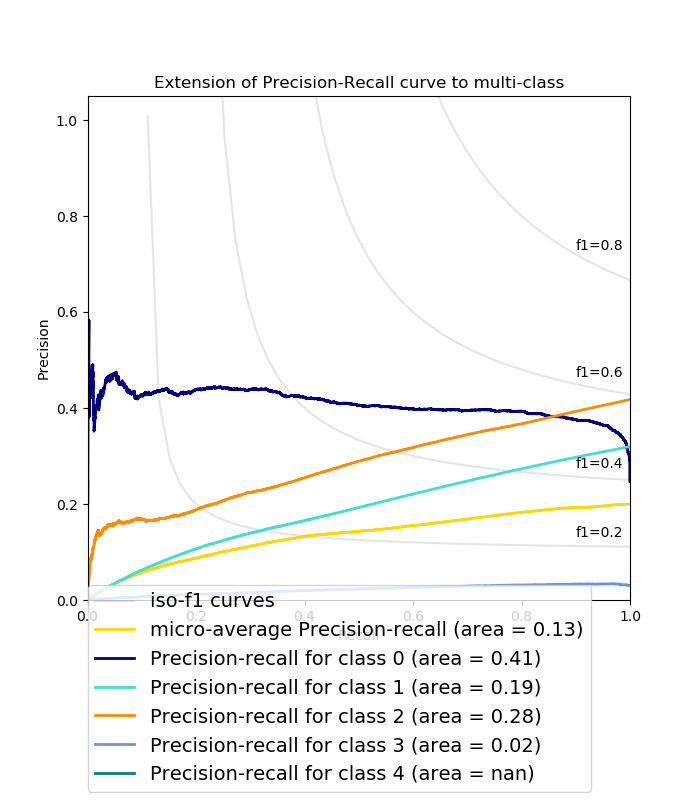 Extension of Precision-Recall curve to multi-class
Precision
1.0
0.8
0.6
0.4
0.2
0.0
f1=0.8
f1=0.6
f1=0.4
f1=0.2
0.0 0.2 0.4 0.6 0.8 1.0
Recall
iso-f1 curves
micro-average Precision-recall (area = 0.13)
Precision-recall for class 0 (area = 0.41)
Precision-recall for class 1 (area = 0.19)
Precision-recall for class 2 (area = 0.28)
Precision-recall for class 3 (area = 0.02)
Precision-recall for class 4 (area = nan)